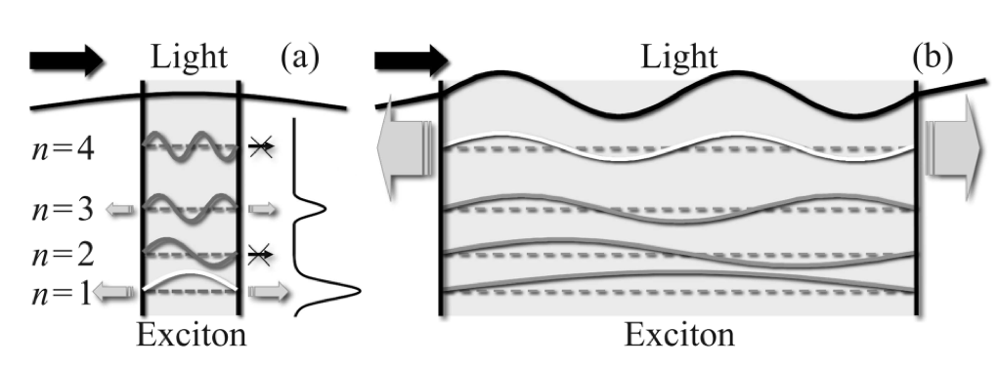 Light (a)
n=4
n=3
n=2
n=1
Exciton
Light (b)
Exciton